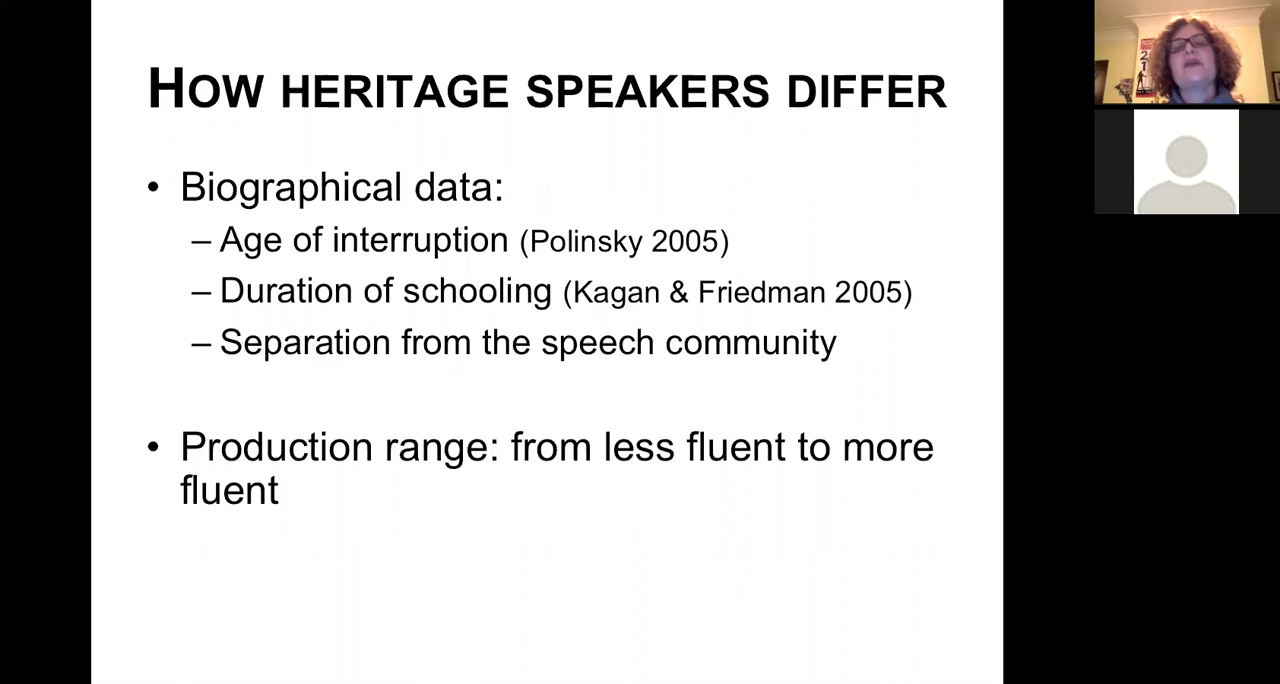 HOW HERITAGE SPEAKERS DIFFER
• Biographical data:
– Age of interruption (Polinsky 2005)
– Duration of schooling (Kagan & Friedman 2005)
– Separation from the speech community
• Production range: from less fluent to more
fluent